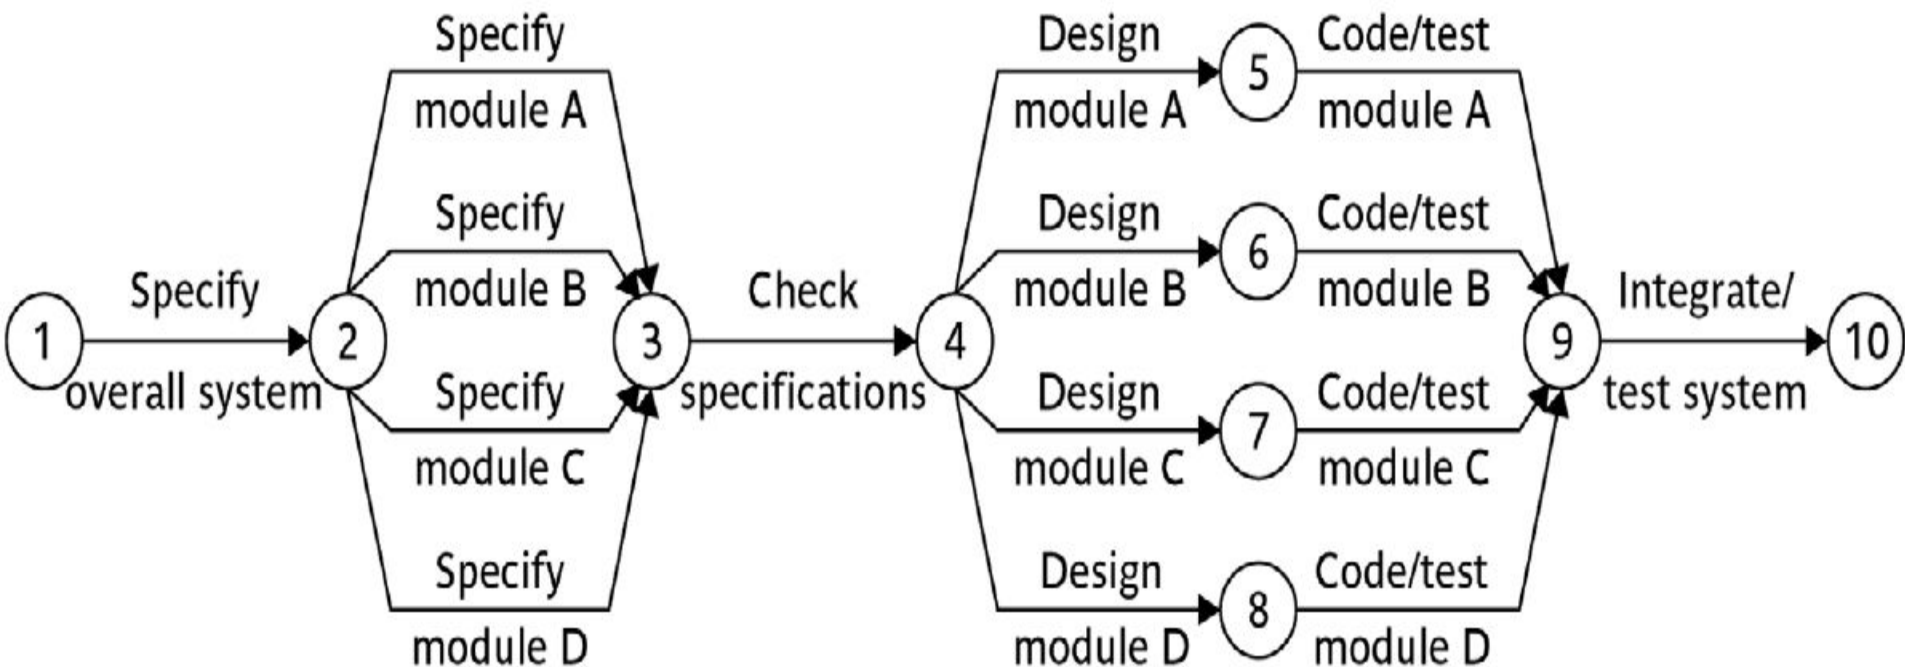 Specify
module A
Specify
module B
Specify
module C
Specify
module D
1
Specify
overall system
2
3
Check
specifications
4
Design
module A
5
Code/test
module A
Design
module B
6
Code/test
module B
Design
module C
7
Code/test
module C
Design
module D
8
Code/test
module D
9
Integrate/
test system
10